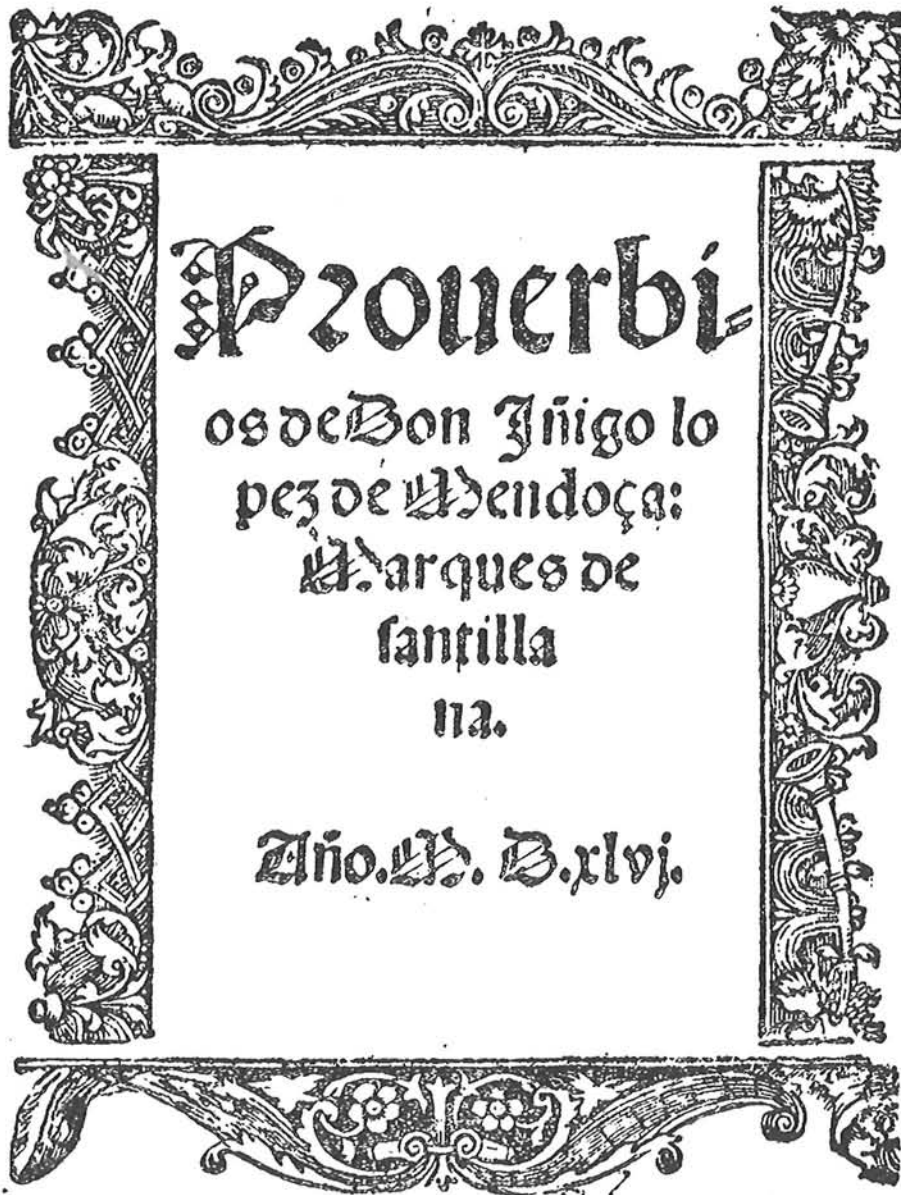 Prouerbi-
os de Don Iñigo lo
pez de Mendoça:
Marques de
santilla
na.
Año. M. D. xlvj.